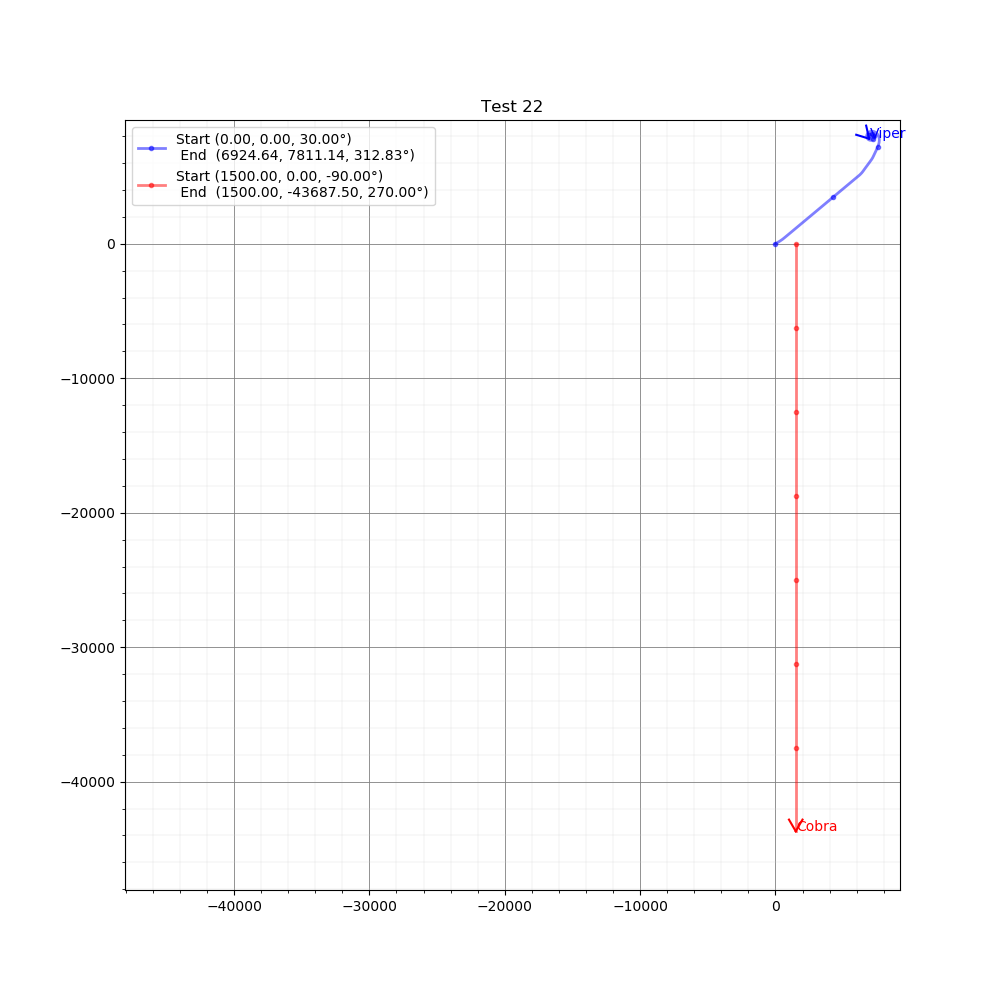 Test 22
Start (0.00, 0.00, 30.00°)
End (6924.64, 7811.14, 312.83°)
Start (1500.00, 0.00, -90.00°)
End (1500.00, -43687.50, 270.00°)
Viper
0
−10000
−20000
−30000
−40000
Cobra
−40000
−30000
−20000
−10000
0